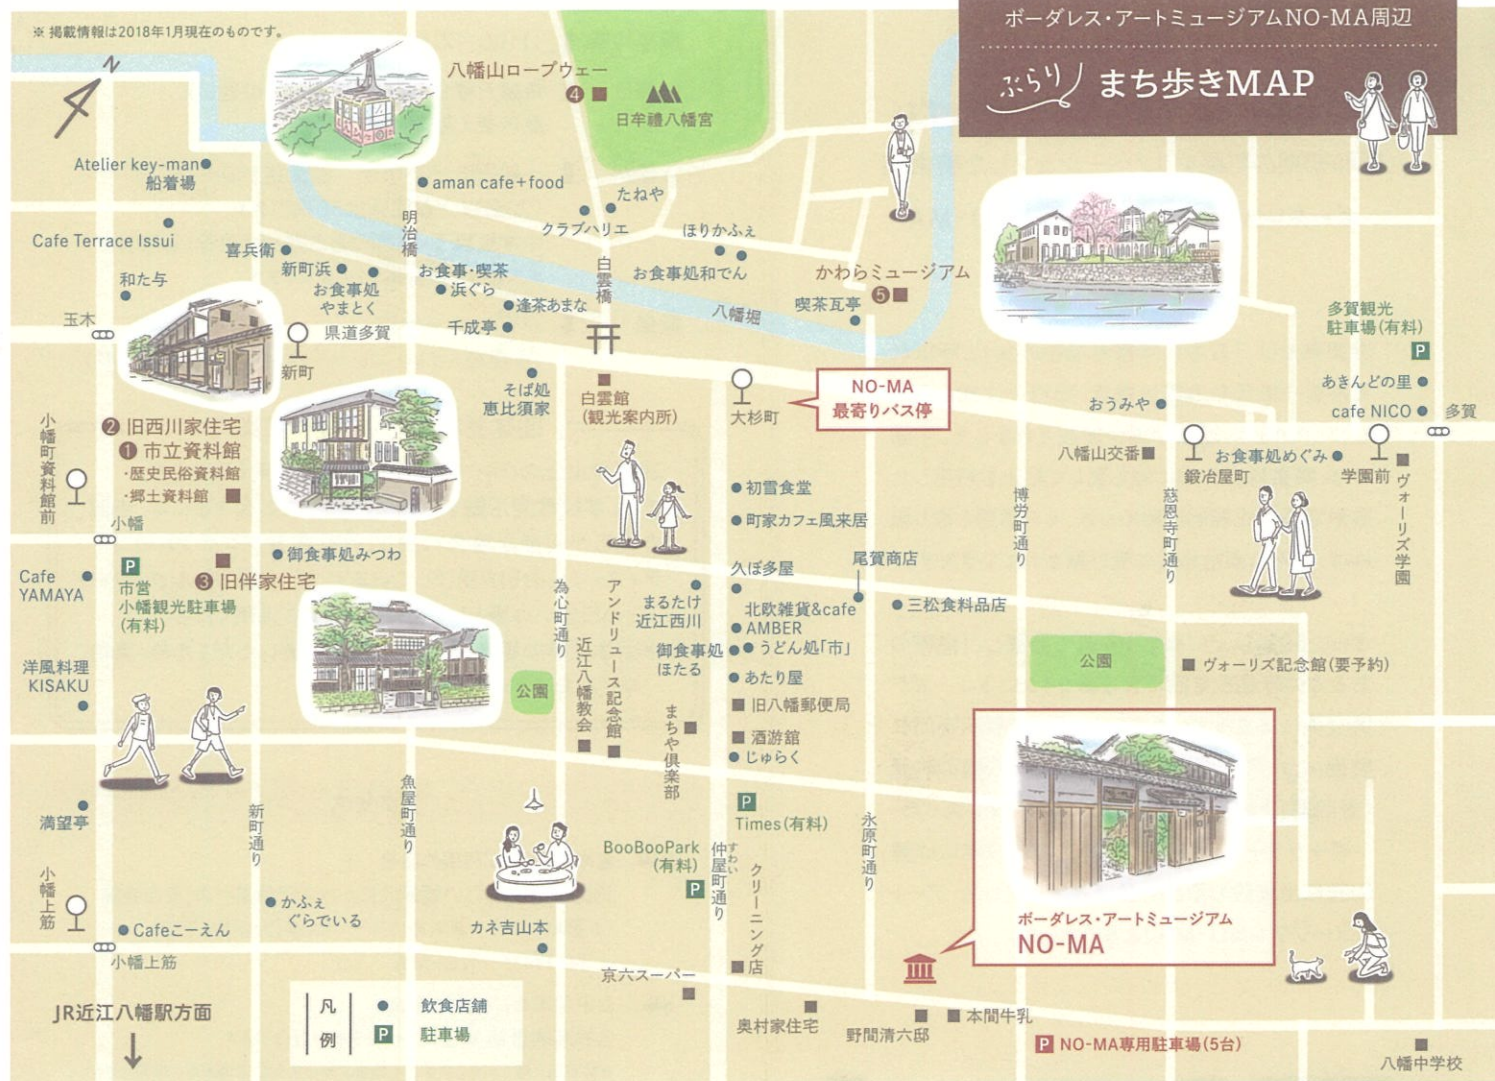 ※掲載情報は2018年1月現在のものです。
ボーダレス・アートミュージアムNO-MA周辺
ぶらり まち歩きMAP
N
八幡山ロープウェー
4
日牟禮八幡宮
Atelier key-man
船着場
aman cafe+food
たねや
クラブハリエ
明治橋
Cafe Terrace Issui
喜兵衛
新町浜
お食事処
やまとく
お食事・喫茶
浜ぐら
白雲橋
ほりかふぇ
お食事処和でん
かわらミュージアム
5
喫茶瓦亭
八幡堀
和た与
玉木
県道多賀
新町
逢茶あまな
千成亭
そば処
恵比須家
白雲館
(観光案内所)
大杉町
NO-MA
最寄りバス停
多賀観光
駐車場(有料)
P
あきんどの里
cafe NICO
多賀
おうみや
八幡山交番
鍛冶屋町
お食事処めぐみ
学園前
ヴォーリズ学園
2 旧西川家住宅
1 市立資料館
・歴史民俗資料館
・郷土資料館
小幡町資料館前
小幡
初雪食堂
町家カフェ風来居
博労町通り
慈恩寺町通り
Cafe
YAMAYA
P
市営
小幡観光駐車場
(有料)
3 旧伴家住宅
御食事処みつわ
為心町通り
アンドリュース記念館
近江八幡教会
久ぼ多屋
まるたけ
近江西川
尾賀商店
三松食料品店
北欧雑貨&cafe
AMBER
御食事処
ほたる
うどん処「市」
あたり屋
旧八幡郵便局
酒游館
じゅらく
まちや倶楽部
公園
公園
ヴォーリズ記念館(要予約)
洋風料理
KISAKU
満望亭
新町通り
魚屋町通り
P
Times(有料)
BooBooPark
(有料)
P
仲屋町通り
すわい
クリーニング店
永原町通り
小幡上筋
Cafeこーえん
小幡上筋
かふぇ
ぐらでいる
カネ吉山本
京六スーパー
ボーダレス・アートミュージアム
NO-MA
奥村家住宅
野間清六邸
本間牛乳
P NO-MA専用駐車場(5台)
八幡中学校
JR近江八幡駅方面
凡例
飲食店舗
P 駐車場